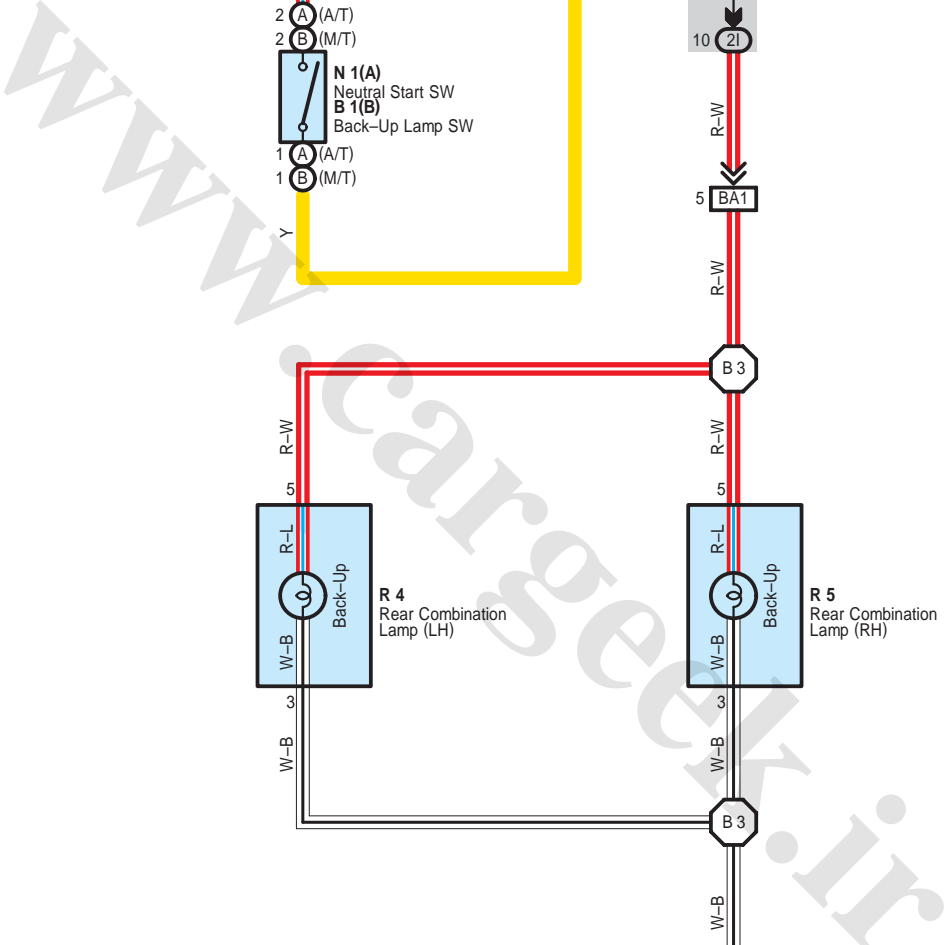 2 A (A/T)
2 B (M/T)
N 1(A)
Neutral Start SW
B 1(B)
Back–Up Lamp SW
1 A (A/T)
1 B (M/T)
Y
10 2I
R–W
5 BA1
R–W
B 3
R–W
R–W
5
5
R–L
Back–Up
R 4
Rear Combination
Lamp (LH)
W–B
R–L
Back–Up
R 5
Rear Combination
Lamp (RH)
W–B
3
3
W–B
W–B
B 3
W–B
www.cargeek.ir